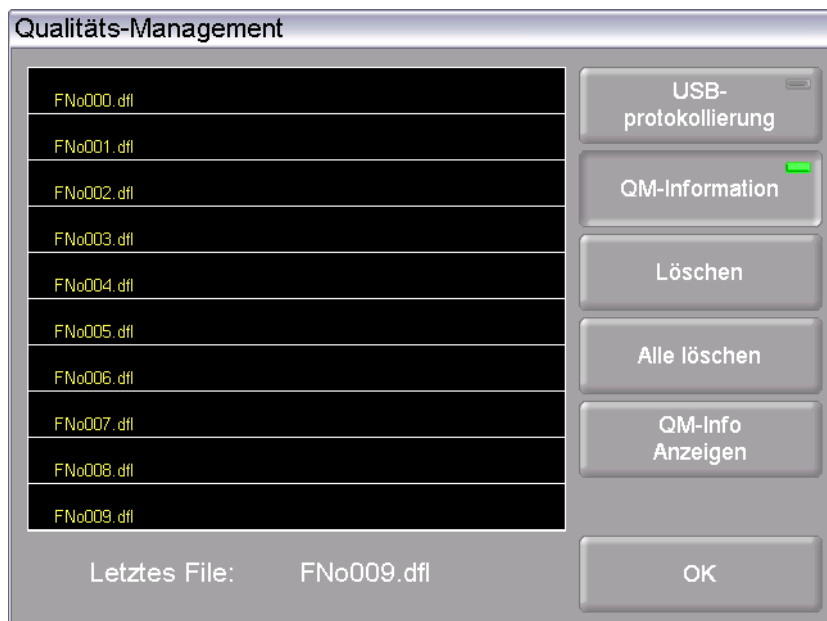 Qualitäts-Management
FNo000.dfl
FNo001.dfl
FNo002.dfl
FNo003.dfl
FNo004.dfl
FNo005.dfl
FNo006.dfl
FNo007.dfl
FNo008.dfl
FNo009.dfl
Letztes File: FNo009.dfl
USB-
protokollierung
QM-Information
Löschen
Alle löschen
QM-Info
Anzeigen
OK